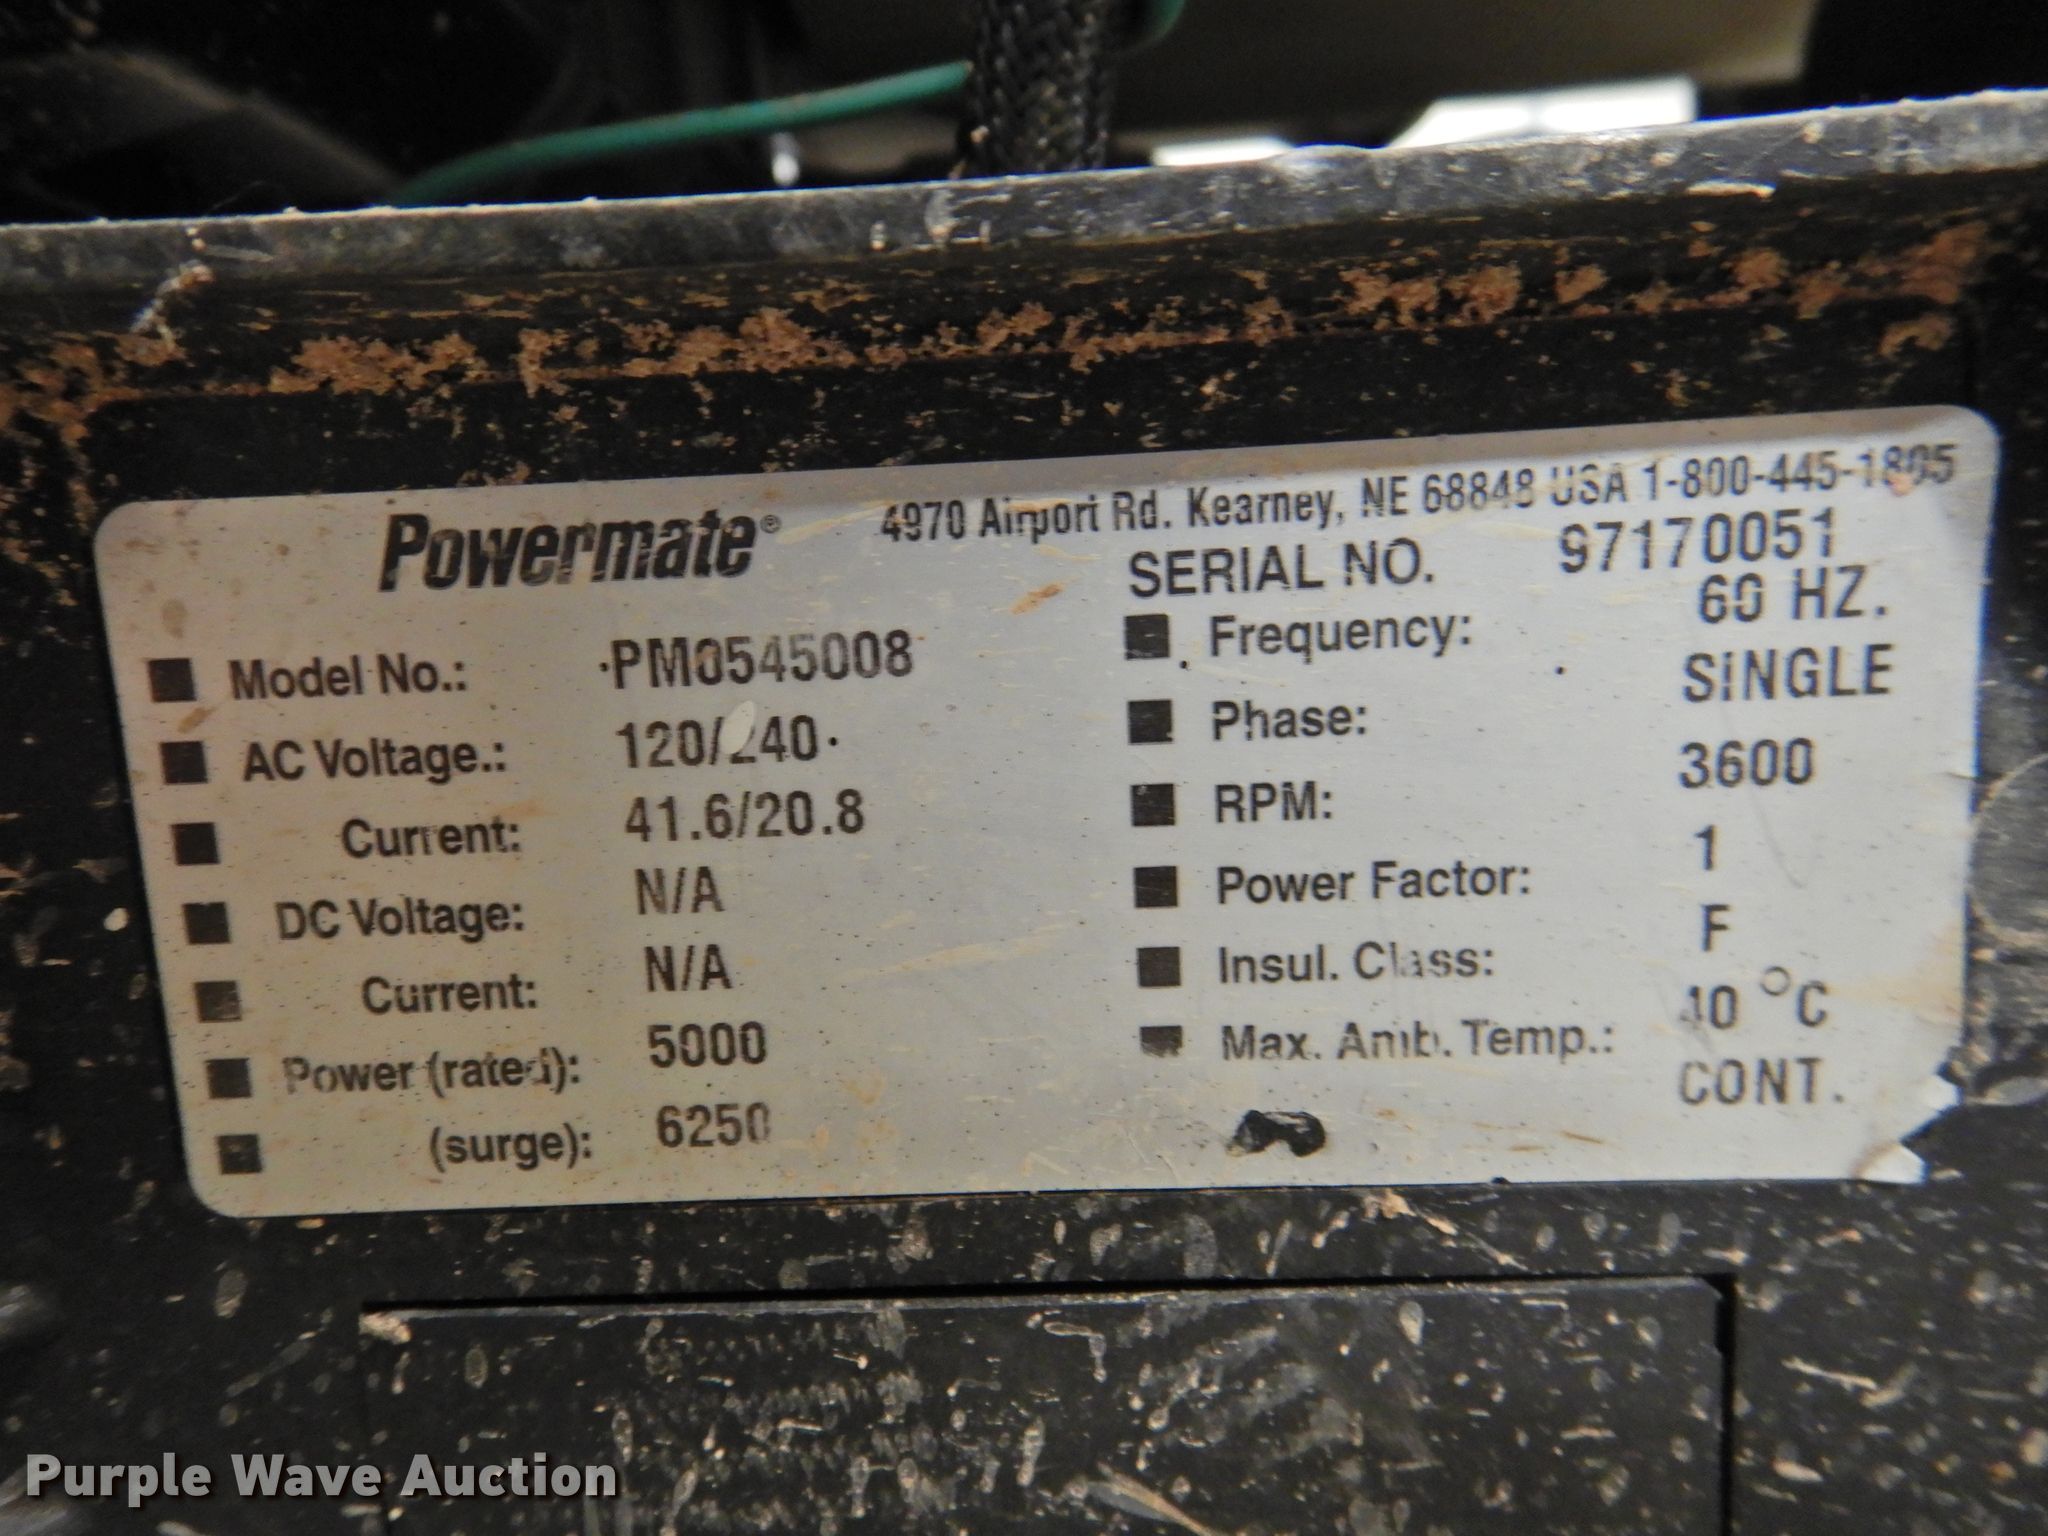 Powermate® 4970 Airport Rd. Kearney, NE 68848 USA 1-800-445-1805
SERIAL NO. 97170051
Model No.: PM0545008
AC Voltage.: 120/240
Current: 41.6/20.8
DC Voltage: N/A
Current: N/A
Power (rated): 5000
(surge): 6250
Frequency: 60 HZ.
Phase: SINGLE
RPM: 3600
Power Factor: 1
Insul. Class: F
Max. Amb. Temp.: 40 °C
CONT.
Purple Wave Auction